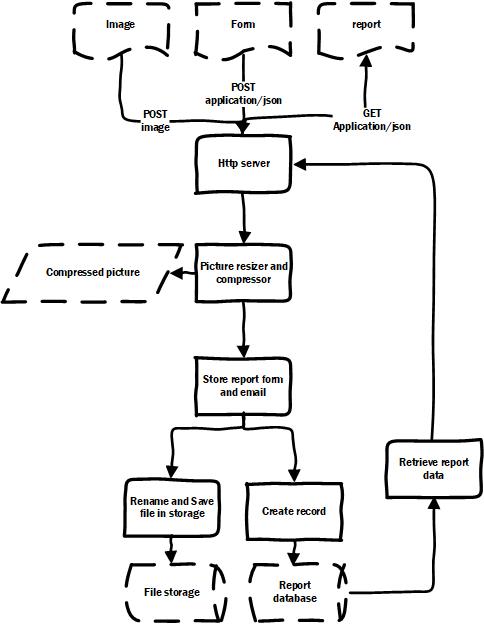 Image
Form
report
POST
application/json
POST
image
GET
Application/json
Http server
Compressed picture
Picture resizer and
compressor
Store report form
and email
Retrieve report
data
Rename and Save
file in storage
Create record
File storage
Report
database